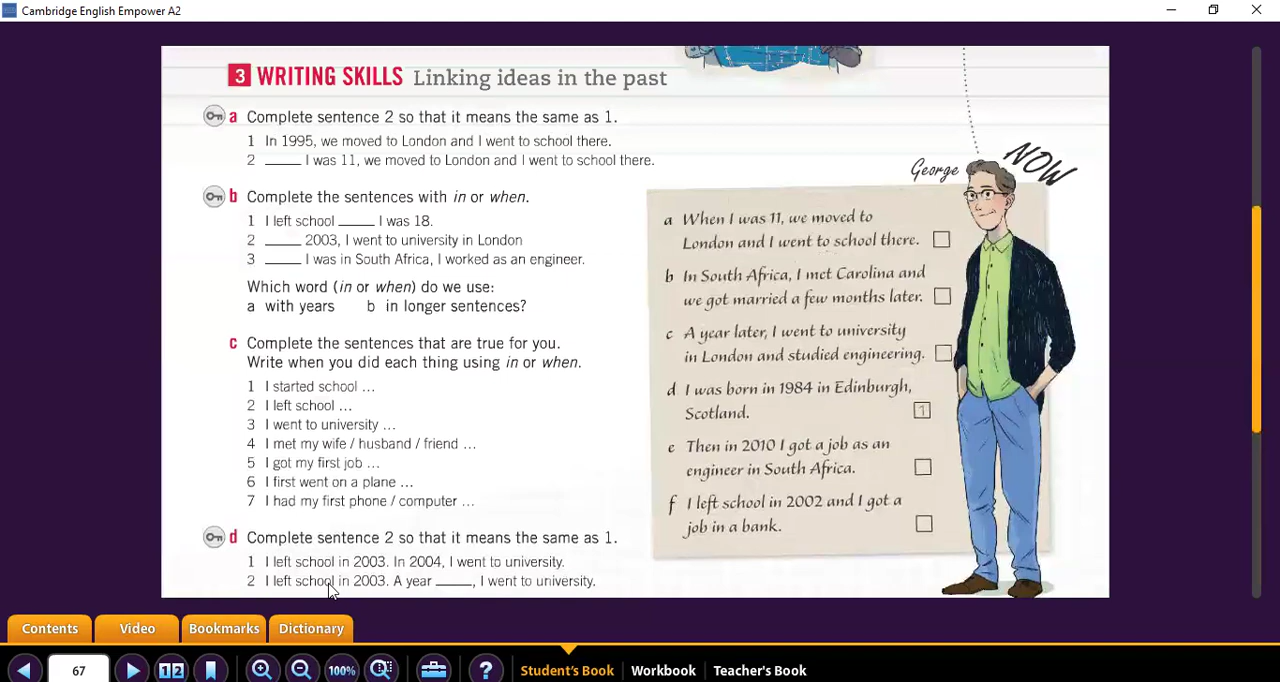 Cambridge English Empower A2
3 WRITING SKILLS Linking ideas in the past
a Complete sentence 2 so that it means the same as 1.
1 In 1995, we moved to London and I went to school there.
2 _____ I was 11, we moved to London and I went to school there.
b Complete the sentences with in or when.
1 I left school _____ I was 18.
2 _____ 2003, I went to university in London
3 _____ I was in South Africa, I worked as an engineer.
Which word (in or when) do we use:
a with years b in longer sentences?
c Complete the sentences that are true for you.
Write when you did each thing using in or when.
1 I started school ...
2 I left school ...
3 I went to university ...
4 I met my wife / husband / friend ...
5 I got my first job ...
6 I first went on a plane ...
7 I had my first phone / computer ...
d Complete sentence 2 so that it means the same as 1.
1 I left school in 2003. In 2004, I went to university.
2 I left school in 2003. A year _____, I went to university.
George
NOW
a When I was 11, we moved to
London and I went to school there.
b In South Africa, I met Carolina and
we got married a few months later.
c A year later, I went to university
in London and studied engineering.
d I was born in 1984 in Edinburgh,
Scotland. 1
e Then in 2010 I got a job as an
engineer in South Africa.
f I left school in 2002 and I got a
job in a bank.
Contents Video Bookmarks Dictionary
67 12 100% ? Student's Book Workbook Teacher's Book